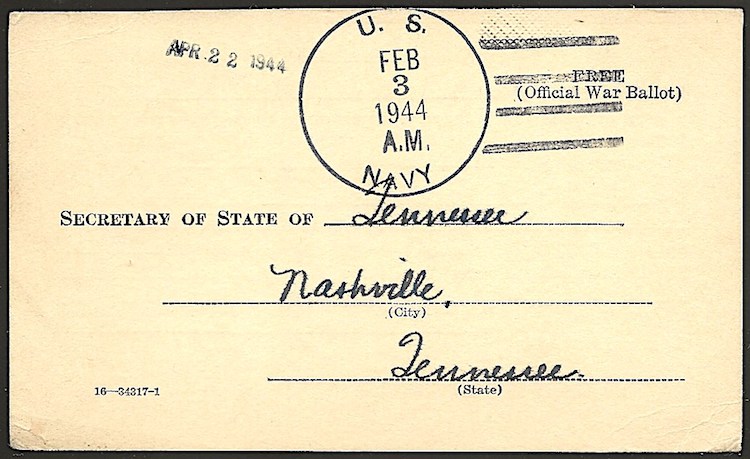 APR 22 1944
U. S.
FEB
3
1944
A.M.
NAVY
FREE
(Official War Ballot)
SECRETARY OF STATE OF Tennessee
Nashville,
(City)
Tennessee.
(State)
16—34317-1